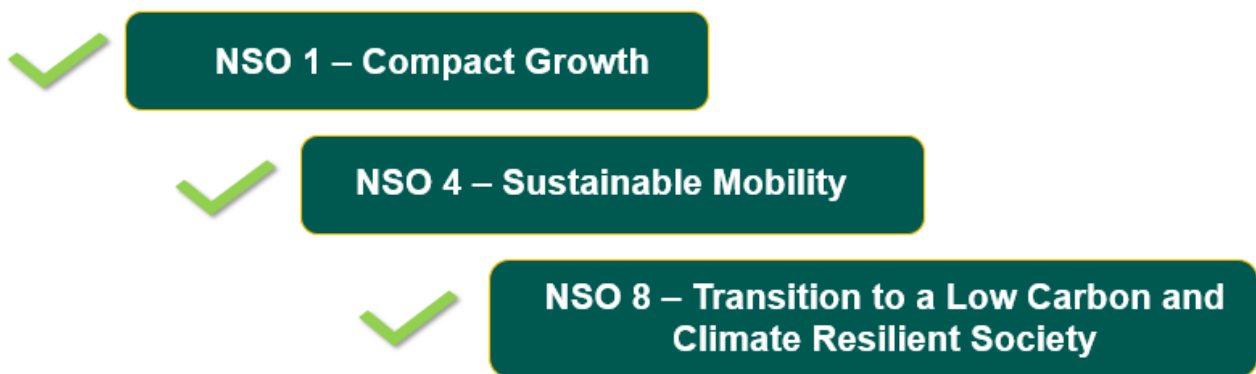 NSO 1 – Compact Growth
NSO 4 – Sustainable Mobility
NSO 8 – Transition to a Low Carbon and
Climate Resilient Society